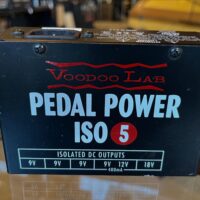 VOODOO LAB
PEDAL POWER
ISO 5
ISOLATED DC OUTPUTS
9V 9V 9V 9V 12V 18V
400mA